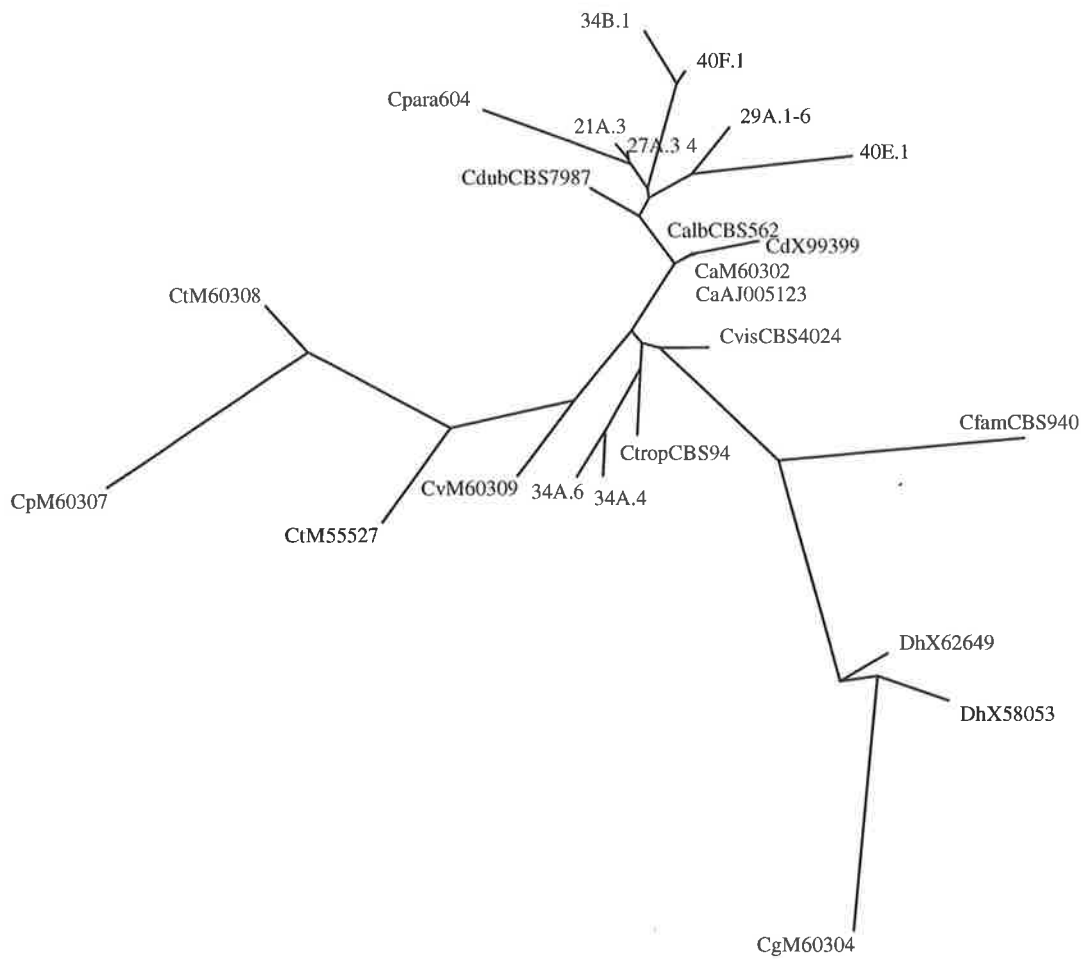 34B.1
40F.1
Cpara604
29A.1-6
21A.3
27A.3 4
40E.1
CdubCBS7987
CalbCBS562
CdX99399
CaM60302
CaAJ005123
CtM60308
CvisCBS4024
CfamCBS940
CtropCBS94
CvM60309
34A.6
34A.4
CpM60307
CtM55527
DhX62649
DhX58053
CgM60304